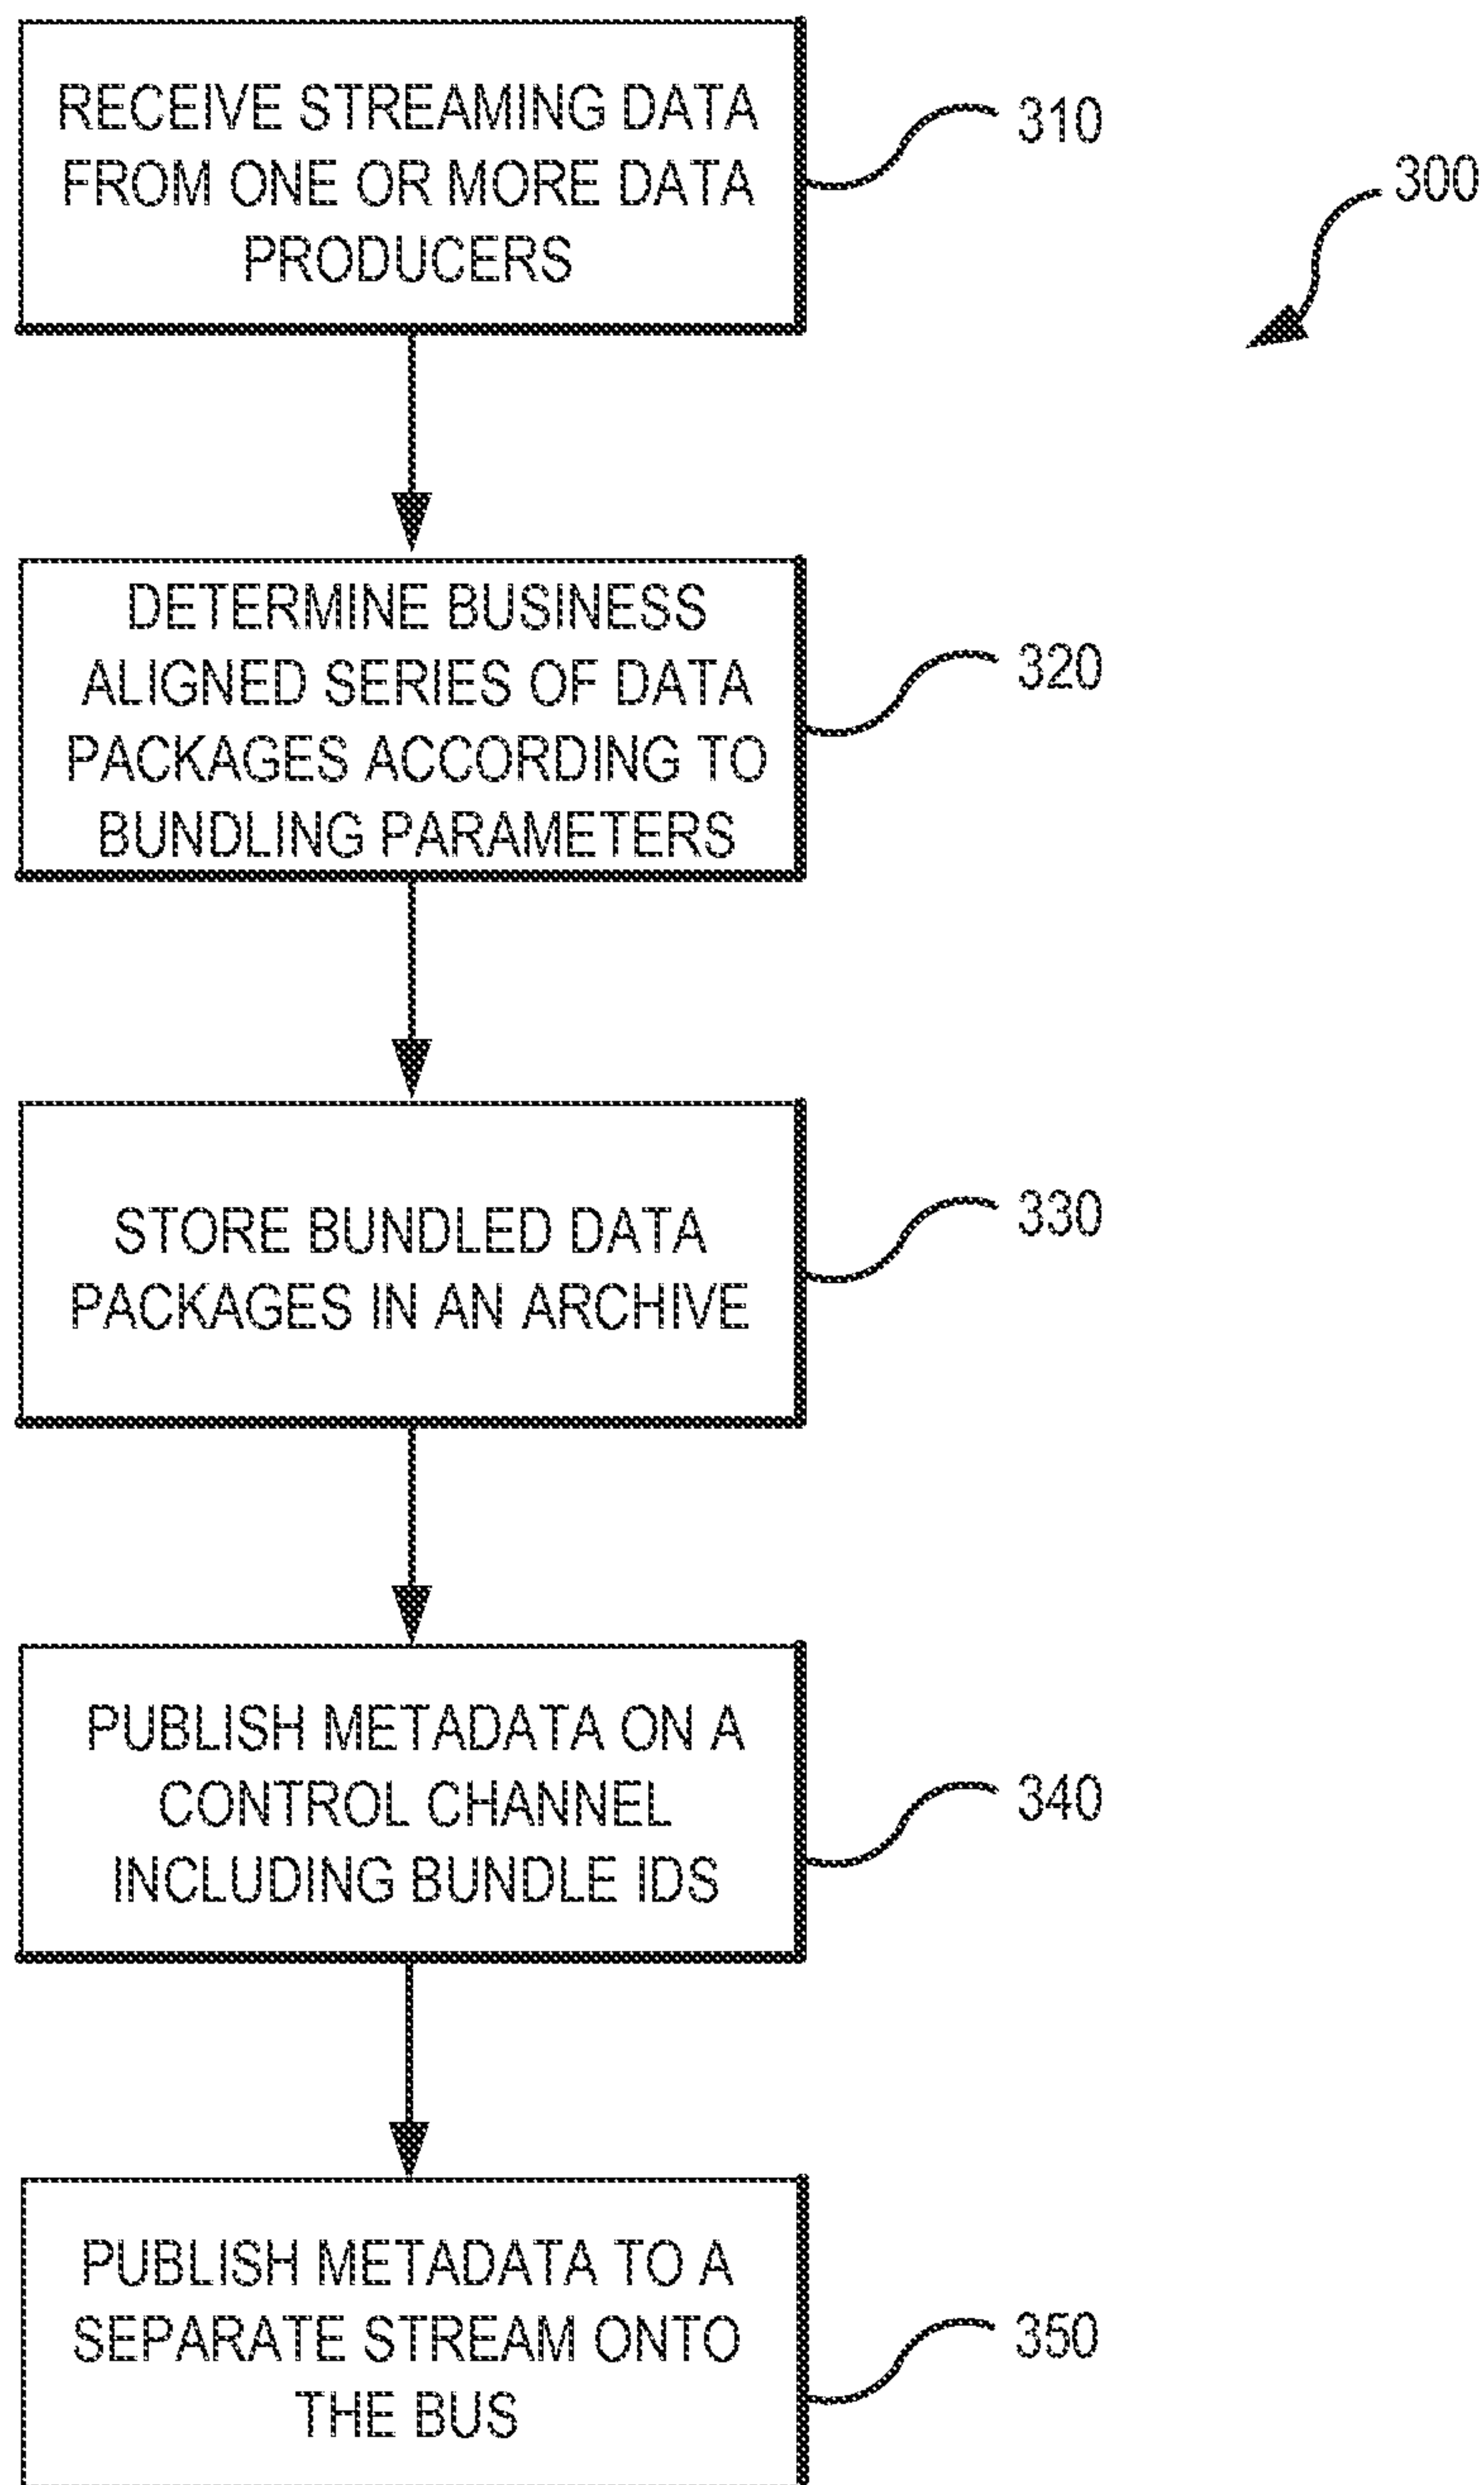 RECEIVE STREAMING DATA
FROM ONE OR MORE DATA
PRODUCERS
310
300
DETERMINE BUSINESS
ALIGNED SERIES OF DATA
PACKAGES ACCORDING TO
BUNDLING PARAMETERS
320
STORE BUNDLED DATA
PACKAGES IN AN ARCHIVE
330
PUBLISH METADATA ON A
CONTROL CHANNEL
INCLUDING BUNDLE IDS
340
PUBLISH METADATA TO A
SEPARATE STREAM ONTO
THE BUS
350